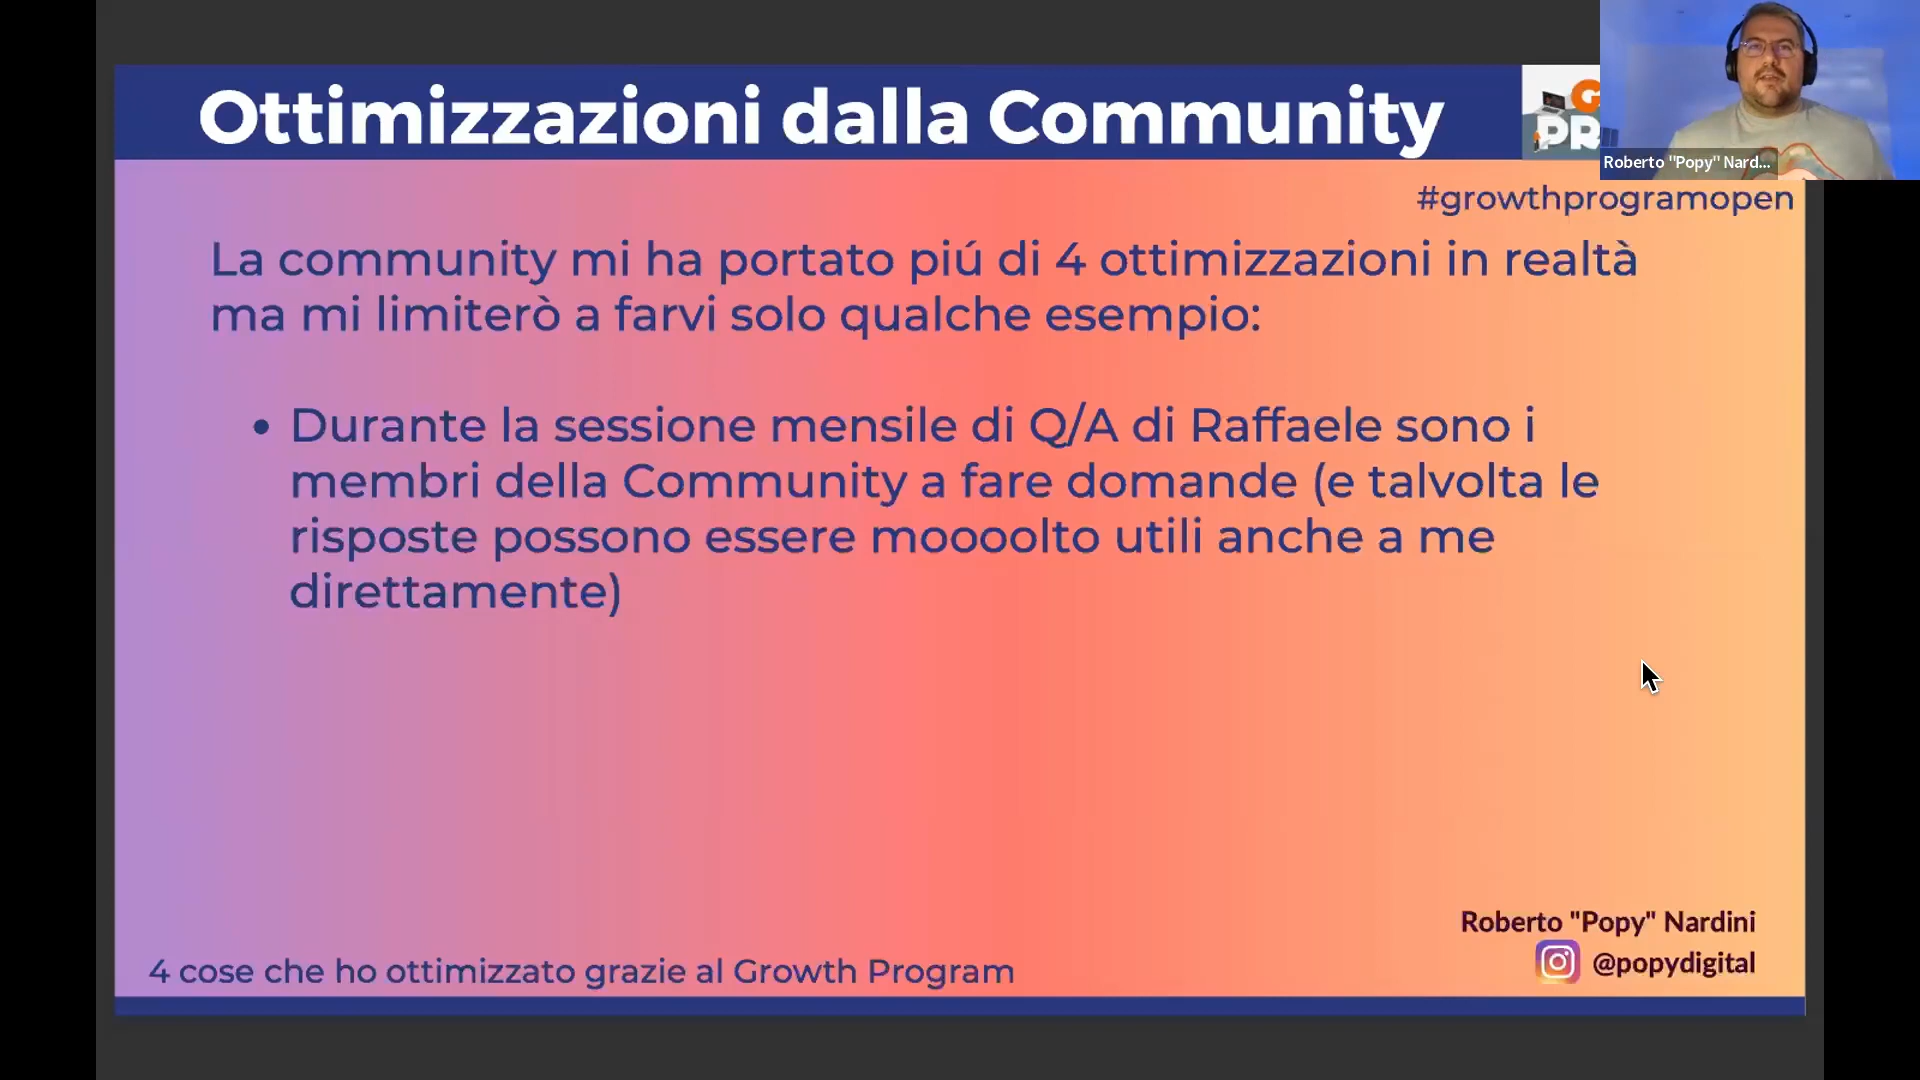 Ottimizzazioni dalla Community
G
PR
Roberto "Popy" Nard...
#growthprogramopen
La community mi ha portato piú di 4 ottimizzazioni in realtà
ma mi limiterò a farvi solo qualche esempio:
• Durante la sessione mensile di Q/A di Raffaele sono i
membri della Community a fare domande (e talvolta le
risposte possono essere moooolto utili anche a me
direttamente)
Roberto "Popy" Nardini
@popydigital
4 cose che ho ottimizzato grazie al Growth Program